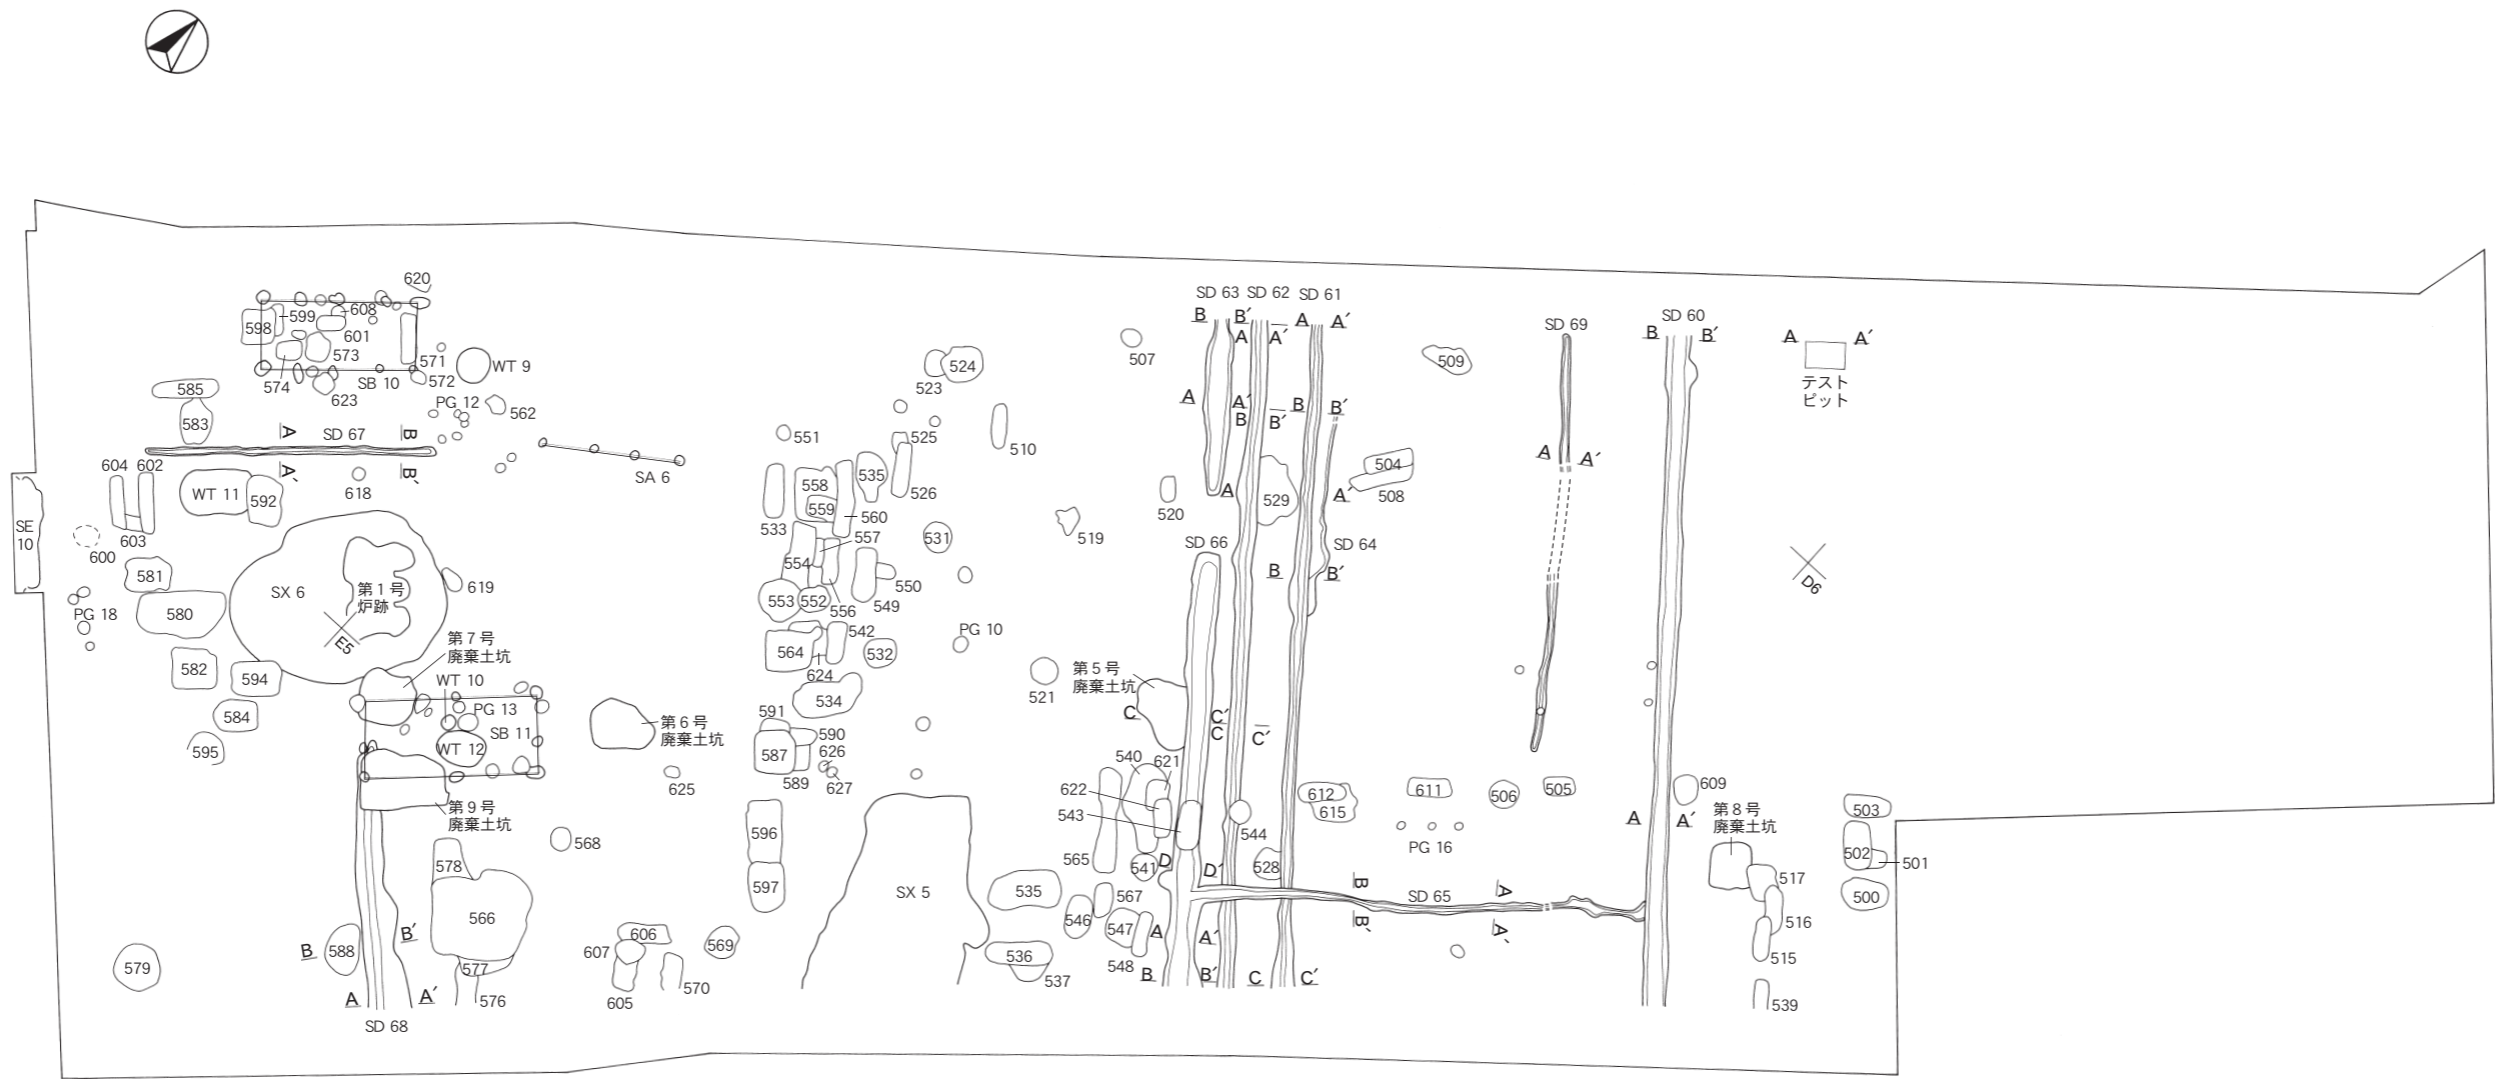 620
SD 63
SD 62
SD 61
B
B′
A
A′
A
A′
608
599
598
601
573
571
574
SB 10
572
623
WT 9
585
583
PG 12
562
SD 67
A
B
A′
B′
604
602
WT 11
592
618
SA 6
SE
10
600
603
581
580
PG 18
SX 6
第１号
炉跡
E5
619
582
594
584
595
第７号
廃棄土坑
WT 10
PG 13
SB 11
WT 12
第９号
廃棄土坑
第６号
廃棄土坑
625
568
578
566
577
576
588
B
B′
A
A′
SD 68
579
606
607
605
570
569
551
533
558
559
535
560
557
554
553
552
556
549
550
525
526
523
524
510
531
542
564
624
532
534
591
587
590
626
589
627
596
597
PG 10
521
519
SX 5
535
536
537
507
520
A
A′
B
B′
A
B
B′
A′
529
SD 66
SD 64
B
B′
第５号
廃棄土坑
C
C′
C
C′
540
621
622
543
565
541
D
D′
544
528
567
546
547
548
A
A′
B
B′
C
C′
509
504
508
612
615
611
506
505
PG 16
B
B′
SD 65
A
A′
SD 69
A
A′
SD 60
B
B′
A
A′
609
第８号
廃棄土坑
517
516
515
539
A
A′
テスト
ピット
D6
503
502
501
500